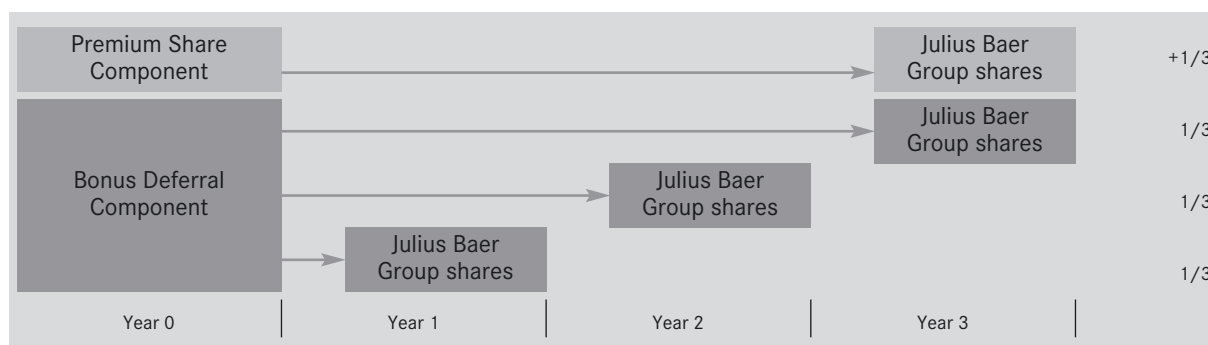 Premium Share
Component
Julius Baer
Group shares
+1/3
Julius Baer
Group shares
1/3
Bonus Deferral
Component
Julius Baer
Group shares
1/3
Julius Baer
Group shares
1/3
Year 0
Year 1
Year 2
Year 3